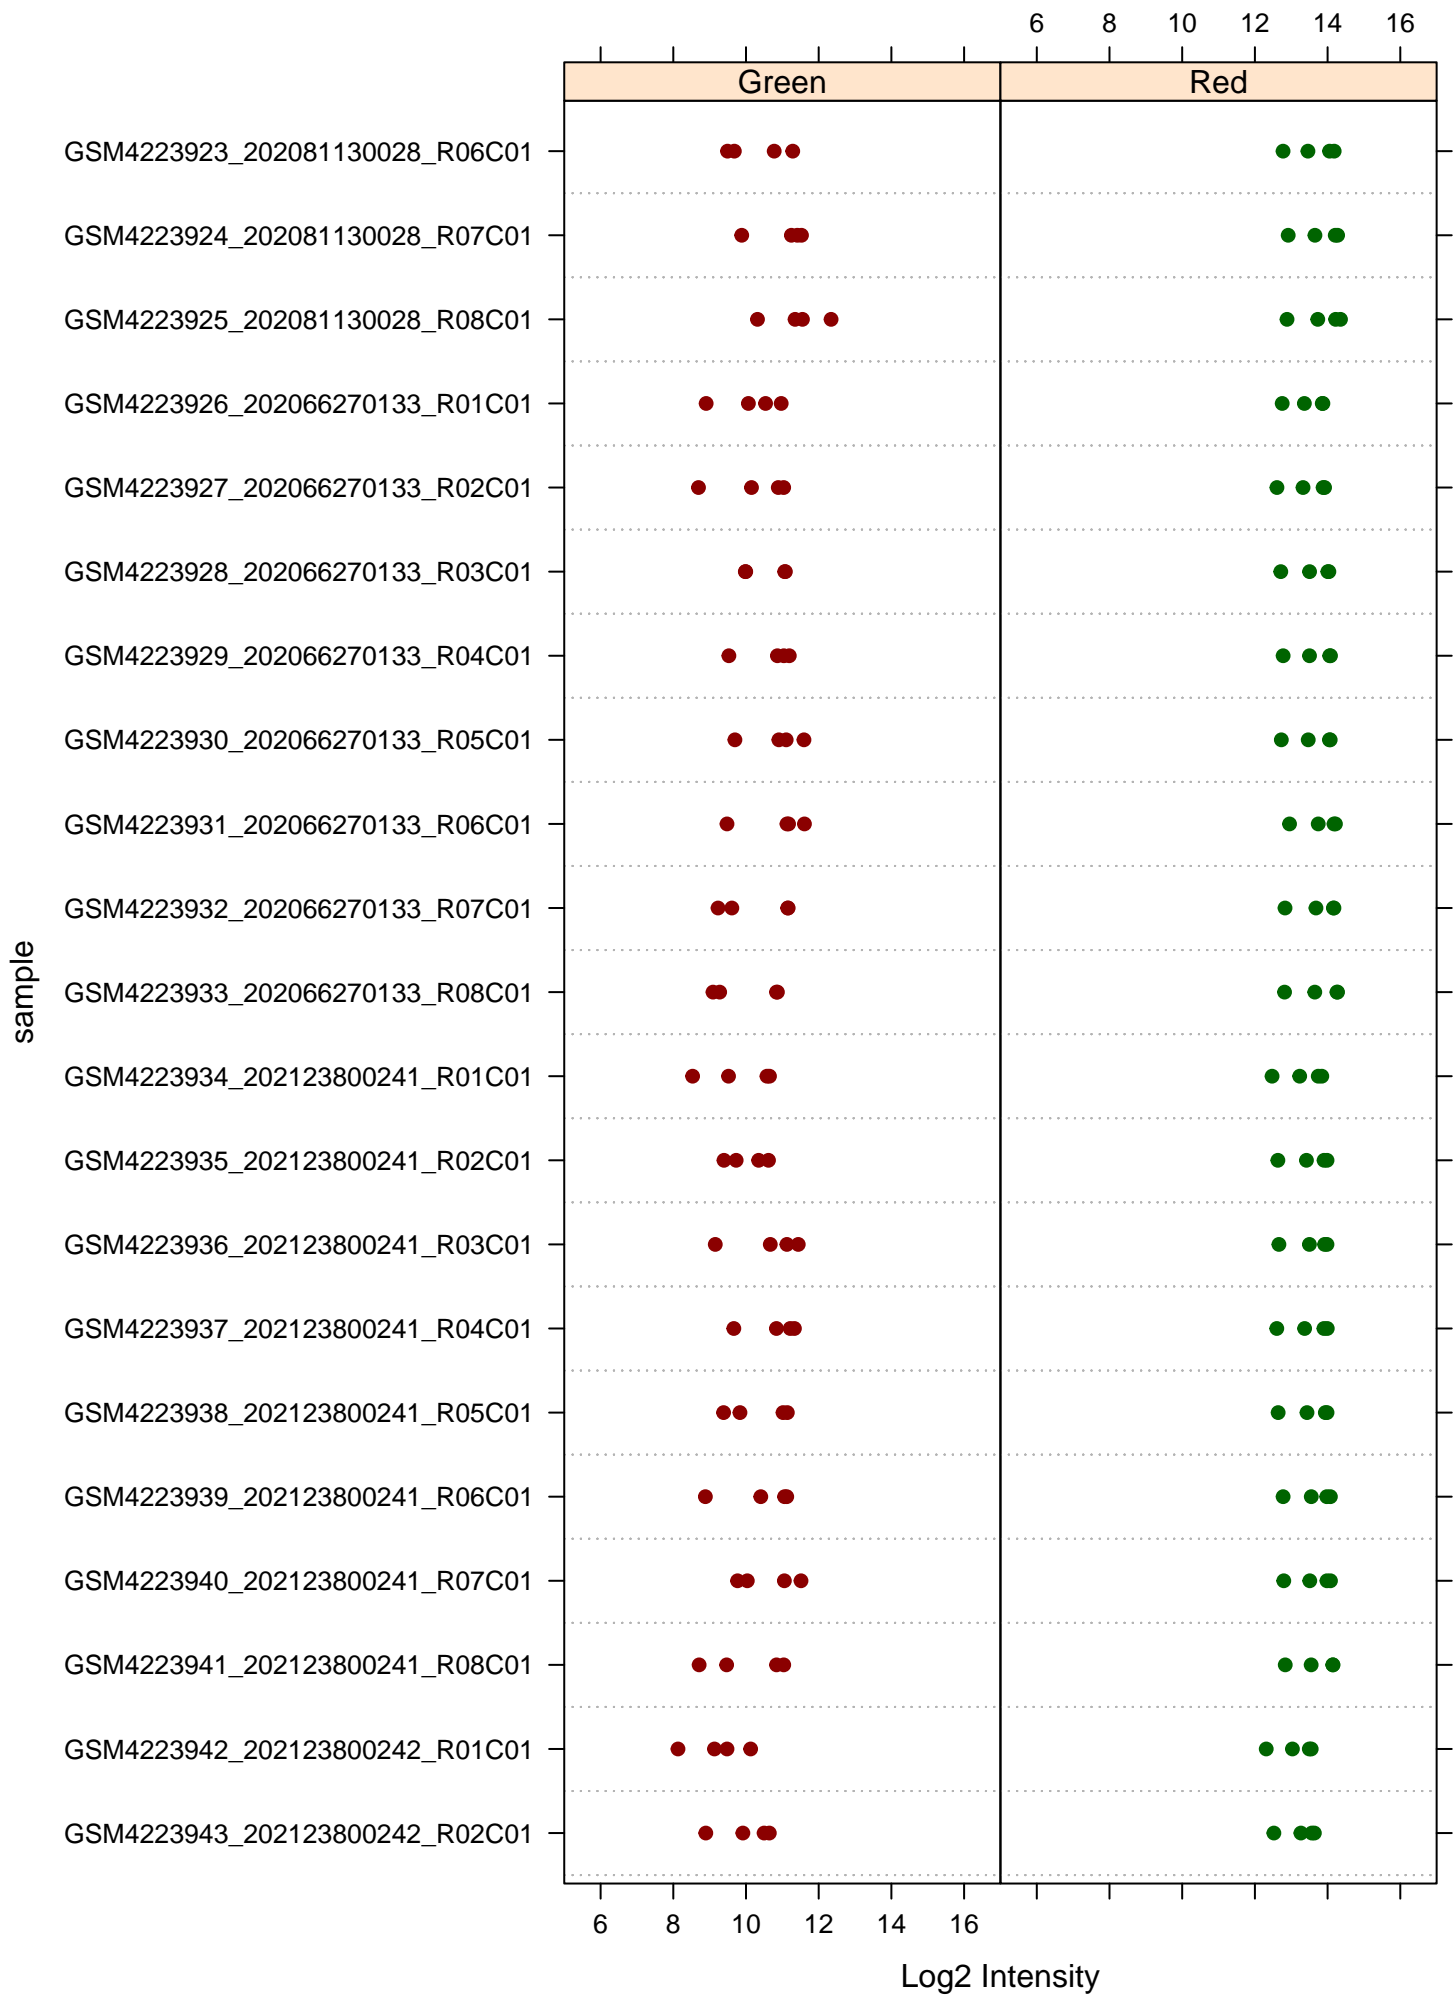 6 8 10 12 14 16
Green Red
GSM4223923_202081130028_R06C01
GSM4223924_202081130028_R07C01
GSM4223925_202081130028_R08C01
GSM4223926_202066270133_R01C01
GSM4223927_202066270133_R02C01
GSM4223928_202066270133_R03C01
GSM4223929_202066270133_R04C01
GSM4223930_202066270133_R05C01
GSM4223931_202066270133_R06C01
GSM4223932_202066270133_R07C01
sample
GSM4223933_202066270133_R08C01
GSM4223934_202123800241_R01C01
GSM4223935_202123800241_R02C01
GSM4223936_202123800241_R03C01
GSM4223937_202123800241_R04C01
GSM4223938_202123800241_R05C01
GSM4223939_202123800241_R06C01
GSM4223940_202123800241_R07C01
GSM4223941_202123800241_R08C01
GSM4223942_202123800242_R01C01
GSM4223943_202123800242_R02C01
6 8 10 12 14 16
Log2 Intensity